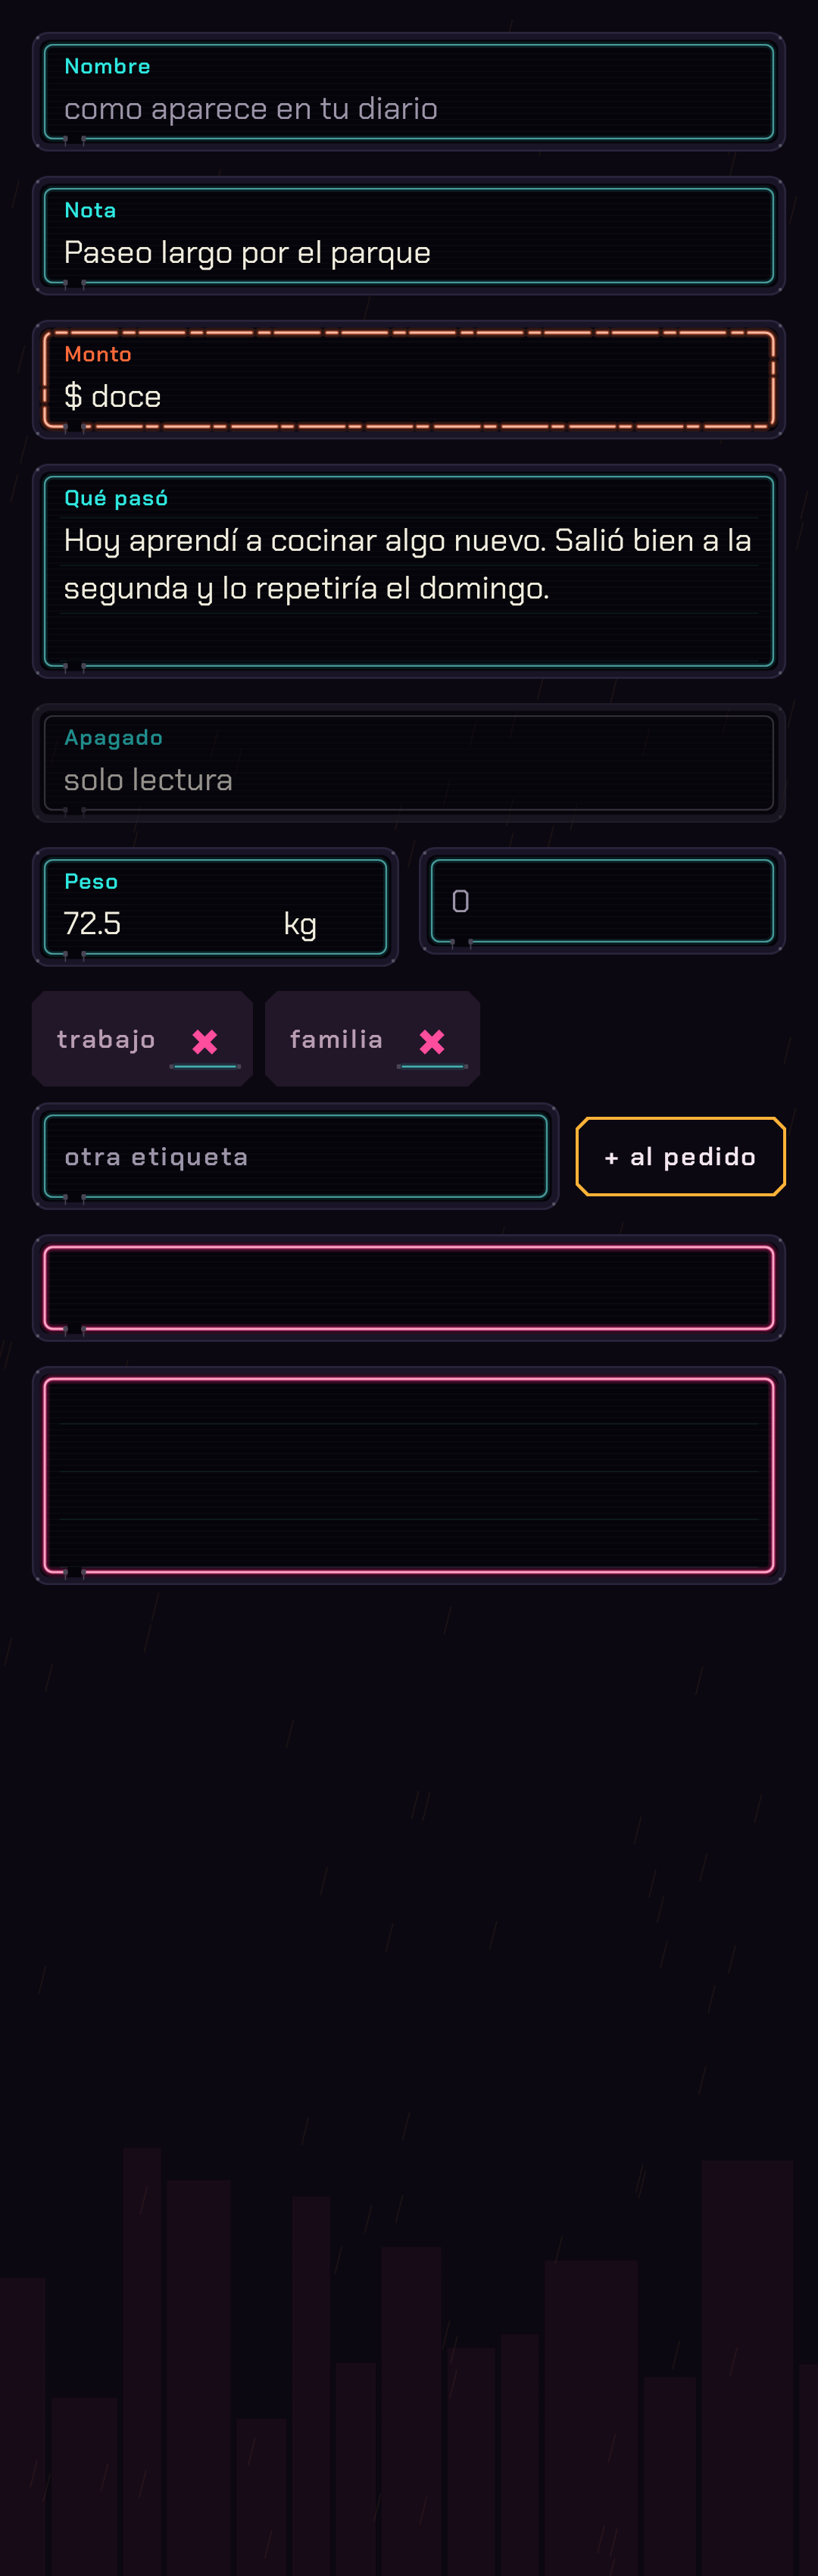 Nombre
como aparece en tu diario
Nota
Paseo largo por el parque
Monto
$ doce
Qué pasó
Hoy aprendí a cocinar algo nuevo. Salió bien a la
segunda y lo repetiría el domingo.
Apagado
solo lectura
Peso
72.5 kg
0
trabajo ✖ familia ✖
otra etiqueta
+ al pedido